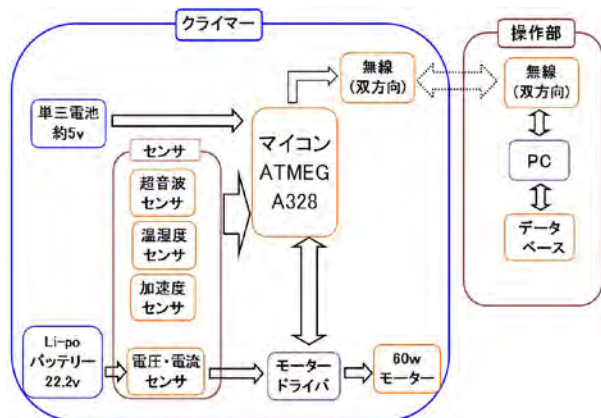 クライマー
操作部
無線
(双方向)
無線
(双方向)
単三電池
約5v
マイコン
ATMEG
A328
センサ
超音波
センサ
温湿度
センサ
加速度
センサ
PC
データ
ベース
Li-po
バッテリー
22.2v
電圧・電流
センサ
モーター
ドライバ
60w
モーター